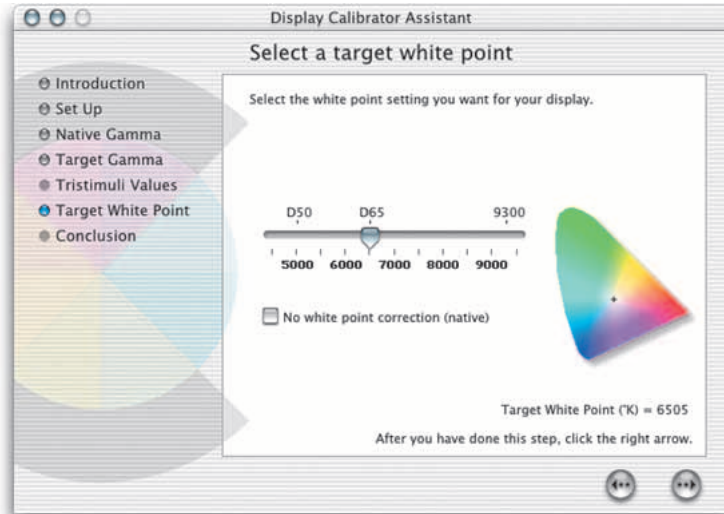 Display Calibrator Assistant
Select a target white point
Introduction
Set Up
Native Gamma
Target Gamma
Tristimuli Values
Target White Point
Conclusion
Select the white point setting you want for your display.
D50 D65 9300
5000 6000 7000 8000 9000
No white point correction (native)
Target White Point (°K) = 6505
After you have done this step, click the right arrow.